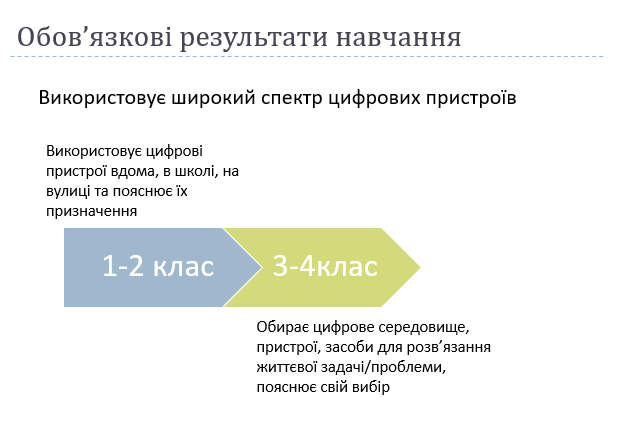 Обов’язкові результати навчання
Використовує широкий спектр цифрових пристроїв
Використовує цифрові
пристрої вдома, в школі, на
вулиці та пояснює їх
призначення
1-2 клас
3-4клас
Обирає цифрове середовище,
пристрої, засоби для розв’язання
життєвої задачі/проблеми,
пояснює свій вибір